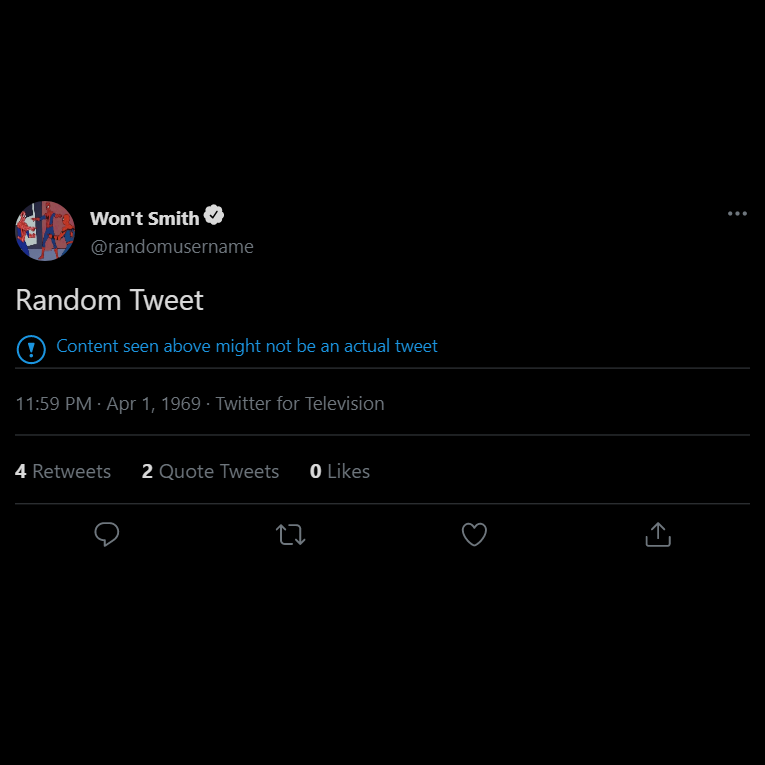 Won't Smith
@randomusername
Random Tweet
Content seen above might not be an actual tweet
11:59 PM · Apr 1, 1969 · Twitter for Television
4 Retweets 2 Quote Tweets 0 Likes